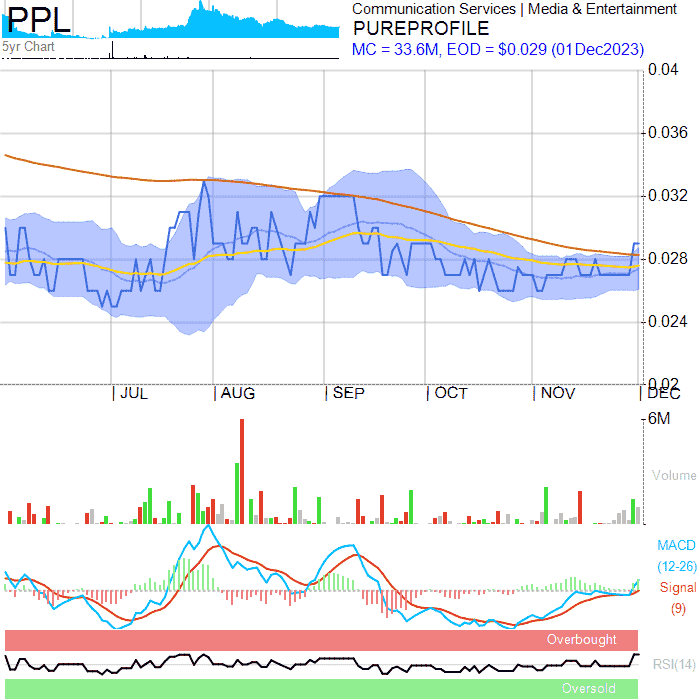 PPL
Communication Services | Media & Entertainment
PUREPROFILE
5yr Chart
MC = 33.6M, EOD = $0.029 (01Dec2023)
0.04
0.036
0.032
0.028
0.024
0.02
JUL AUG SEP OCT NOV DEC
6M
Volume
MACD
(12-26)
Signal
(9)
Overbought
RSI(14)
Oversold